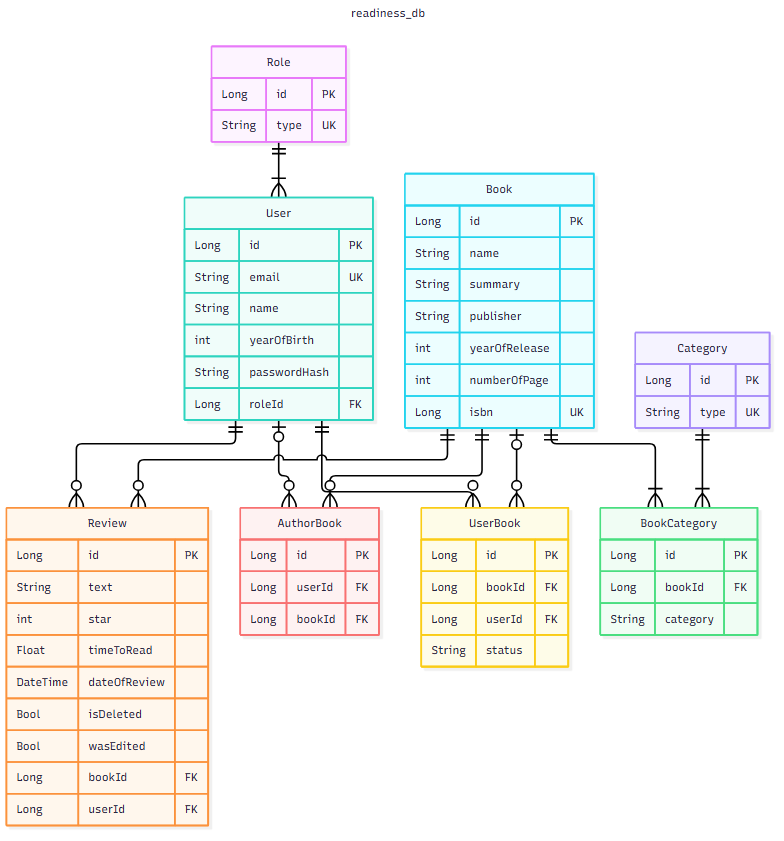 readiness_db
Role
Long id PK
String type UK
User
Long id PK
String email UK
String name
int yearOfBirth
String passwordHash
Long roleId FK
Book
Long id PK
String name
String summary
String publisher
int yearOfRelease
int numberOfPage
Long isbn UK
Category
Long id PK
String type UK
Review
Long id PK
String text
int star
Float timeToRead
DateTime dateOfReview
Bool isDeleted
Bool wasEdited
Long bookId FK
Long userId FK
AuthorBook
Long id PK
Long userId FK
Long bookId FK
UserBook
Long id PK
Long bookId FK
Long userId FK
String status
BookCategory
Long id PK
Long bookId FK
String category